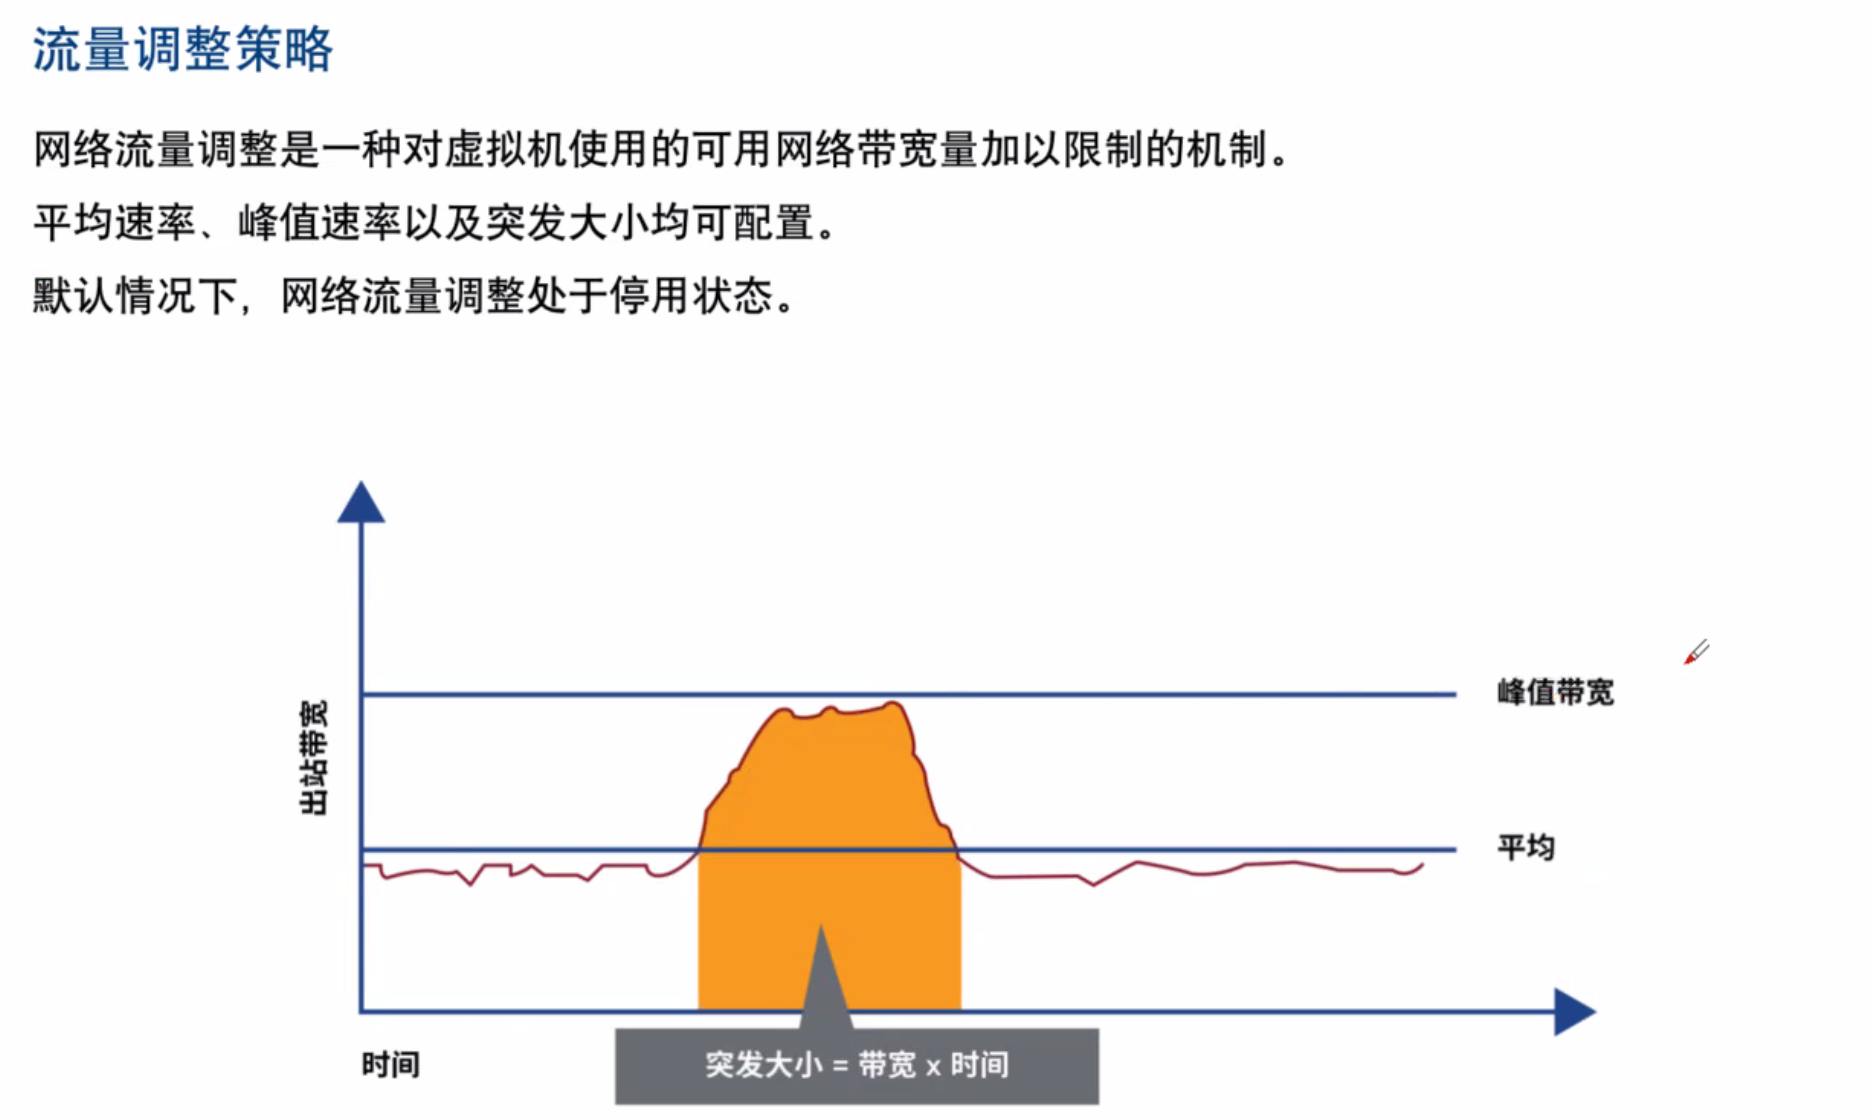 流量调整策略
网络流量调整是一种对虚拟机使用的可用网络带宽量加以限制的机制。
平均速率、峰值速率以及突发大小均可配置。
默认情况下，网络流量调整处于停用状态。
出站带宽
峰值带宽
平均
时间
突发大小 = 带宽 x 时间